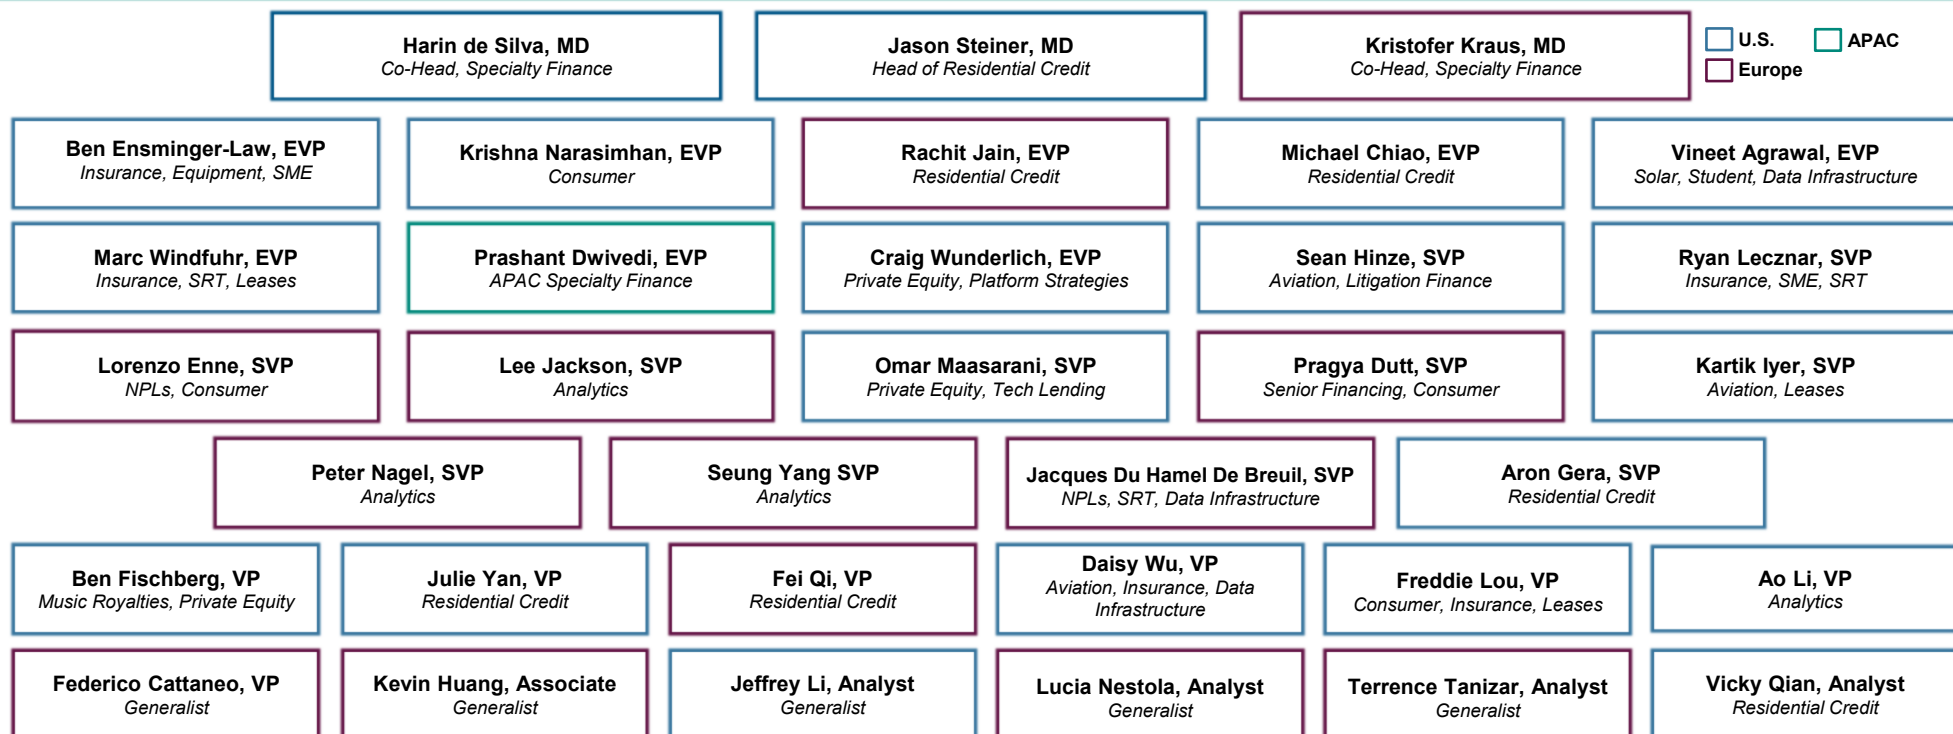 Harin de Silva, MD
Co-Head, Specialty Finance
Jason Steiner, MD
Head of Residential Credit
Kristofer Kraus, MD
Co-Head, Specialty Finance
U.S.
APAC
Europe
Ben Ensminger-Law, EVP
Insurance, Equipment, SME
Krishna Narasimhan, EVP
Consumer
Rachit Jain, EVP
Residential Credit
Michael Chiao, EVP
Residential Credit
Vineet Agrawal, EVP
Solar, Student, Data Infrastructure
Marc Windfuhr, EVP
Insurance, SRT, Leases
Prashant Dwivedi, EVP
APAC Specialty Finance
Craig Wunderlich, EVP
Private Equity, Platform Strategies
Sean Hinze, SVP
Aviation, Litigation Finance
Ryan Lecznar, SVP
Insurance, SME, SRT
Lorenzo Enne, SVP
NPLs, Consumer
Lee Jackson, SVP
Analytics
Omar Maasarani, SVP
Private Equity, Tech Lending
Pragya Dutt, SVP
Senior Financing, Consumer
Kartik Iyer, SVP
Aviation, Leases
Peter Nagel, SVP
Analytics
Seung Yang SVP
Analytics
Jacques Du Hamel De Breuil, SVP
NPLs, SRT, Data Infrastructure
Aron Gera, SVP
Residential Credit
Ben Fischberg, VP
Music Royalties, Private Equity
Julie Yan, VP
Residential Credit
Fei Qi, VP
Residential Credit
Daisy Wu, VP
Aviation, Insurance, Data
Infrastructure
Freddie Lou, VP
Consumer, Insurance, Leases
Ao Li, VP
Analytics
Federico Cattaneo, VP
Generalist
Kevin Huang, Associate
Generalist
Jeffrey Li, Analyst
Generalist
Lucia Nestola, Analyst
Generalist
Terrence Tanizar, Analyst
Generalist
Vicky Qian, Analyst
Residential Credit